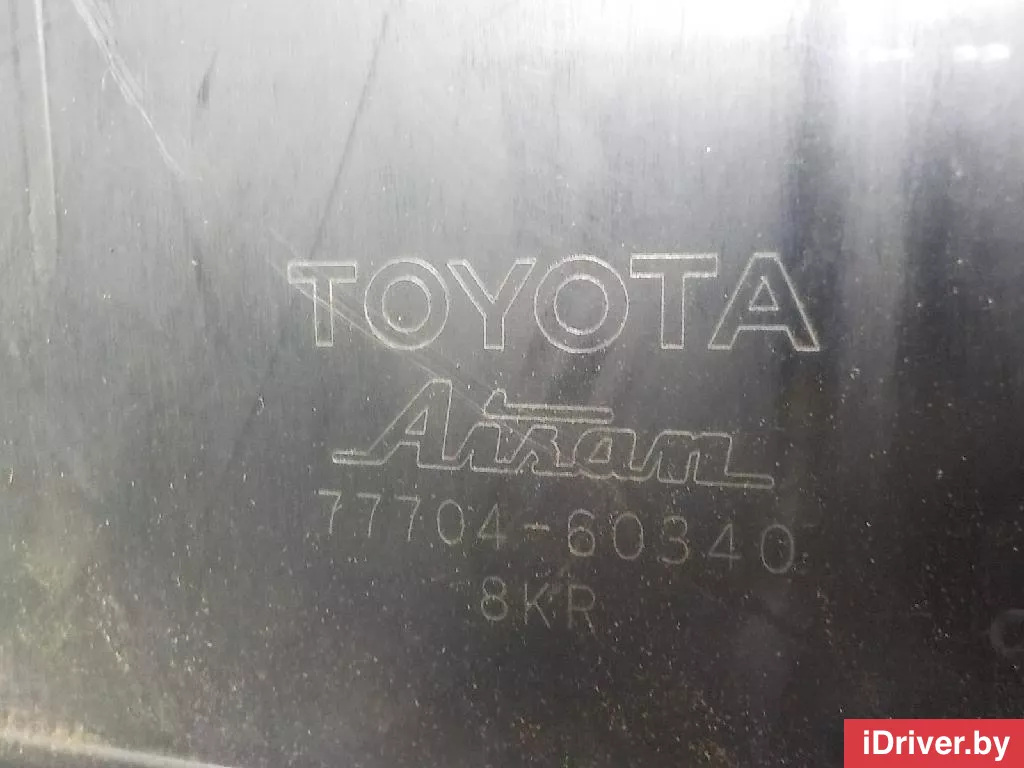 TOYOTA
Aisan
77704-60340
8KR
iDriver.by